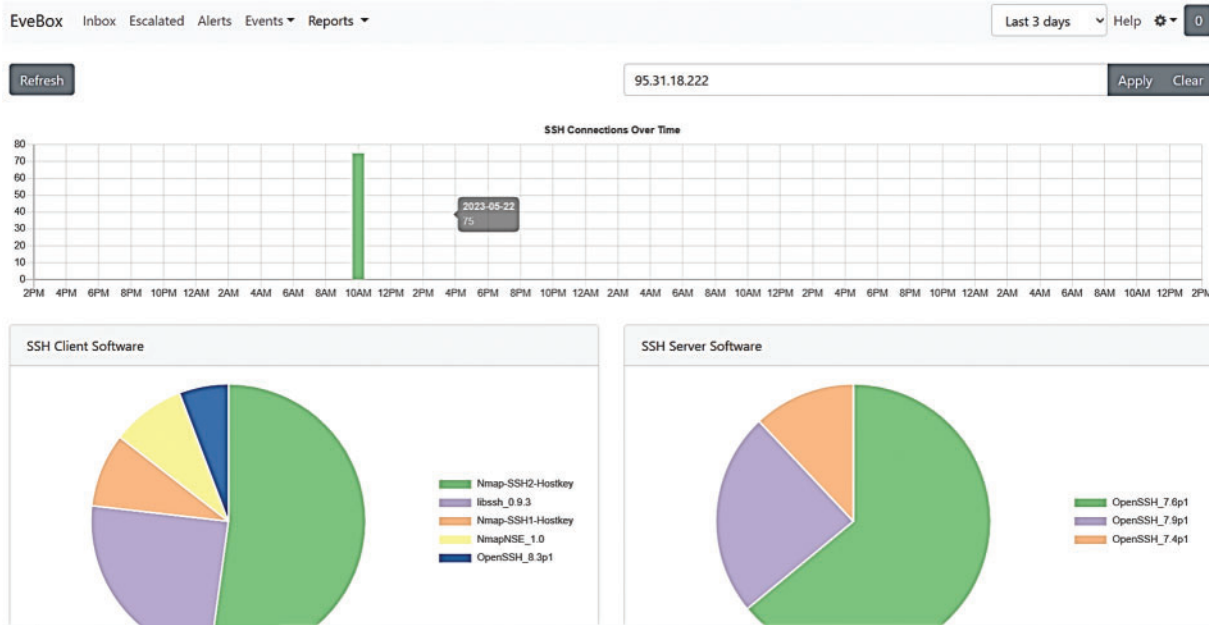 EveBox Inbox Escalated Alerts Events Reports Last 3 days Help 0
Refresh 95.31.18.222 Apply Clear
SSH Connections Over Time
80
70
60
50
40
30
20
10
0
2023-05-22
75
2PM 4PM 6PM 8PM 10PM 12AM 2AM 4AM 6AM 8AM 10AM 12PM 2PM 4PM 6PM 8PM 10PM 12AM 2AM 4AM 6AM 8AM 10AM 12PM 2PM 4PM 6PM 8PM 10PM 12AM 2AM 4AM 6AM 8AM 10AM 12PM 2PM
SSH Client Software
Nmap-SSH2-Hostkey
libssh_0.9.3
Nmap-SSH1-Hostkey
NmapNSE_1.0
OpenSSH_8.3p1
SSH Server Software
OpenSSH_7.6p1
OpenSSH_7.9p1
OpenSSH_7.4p1